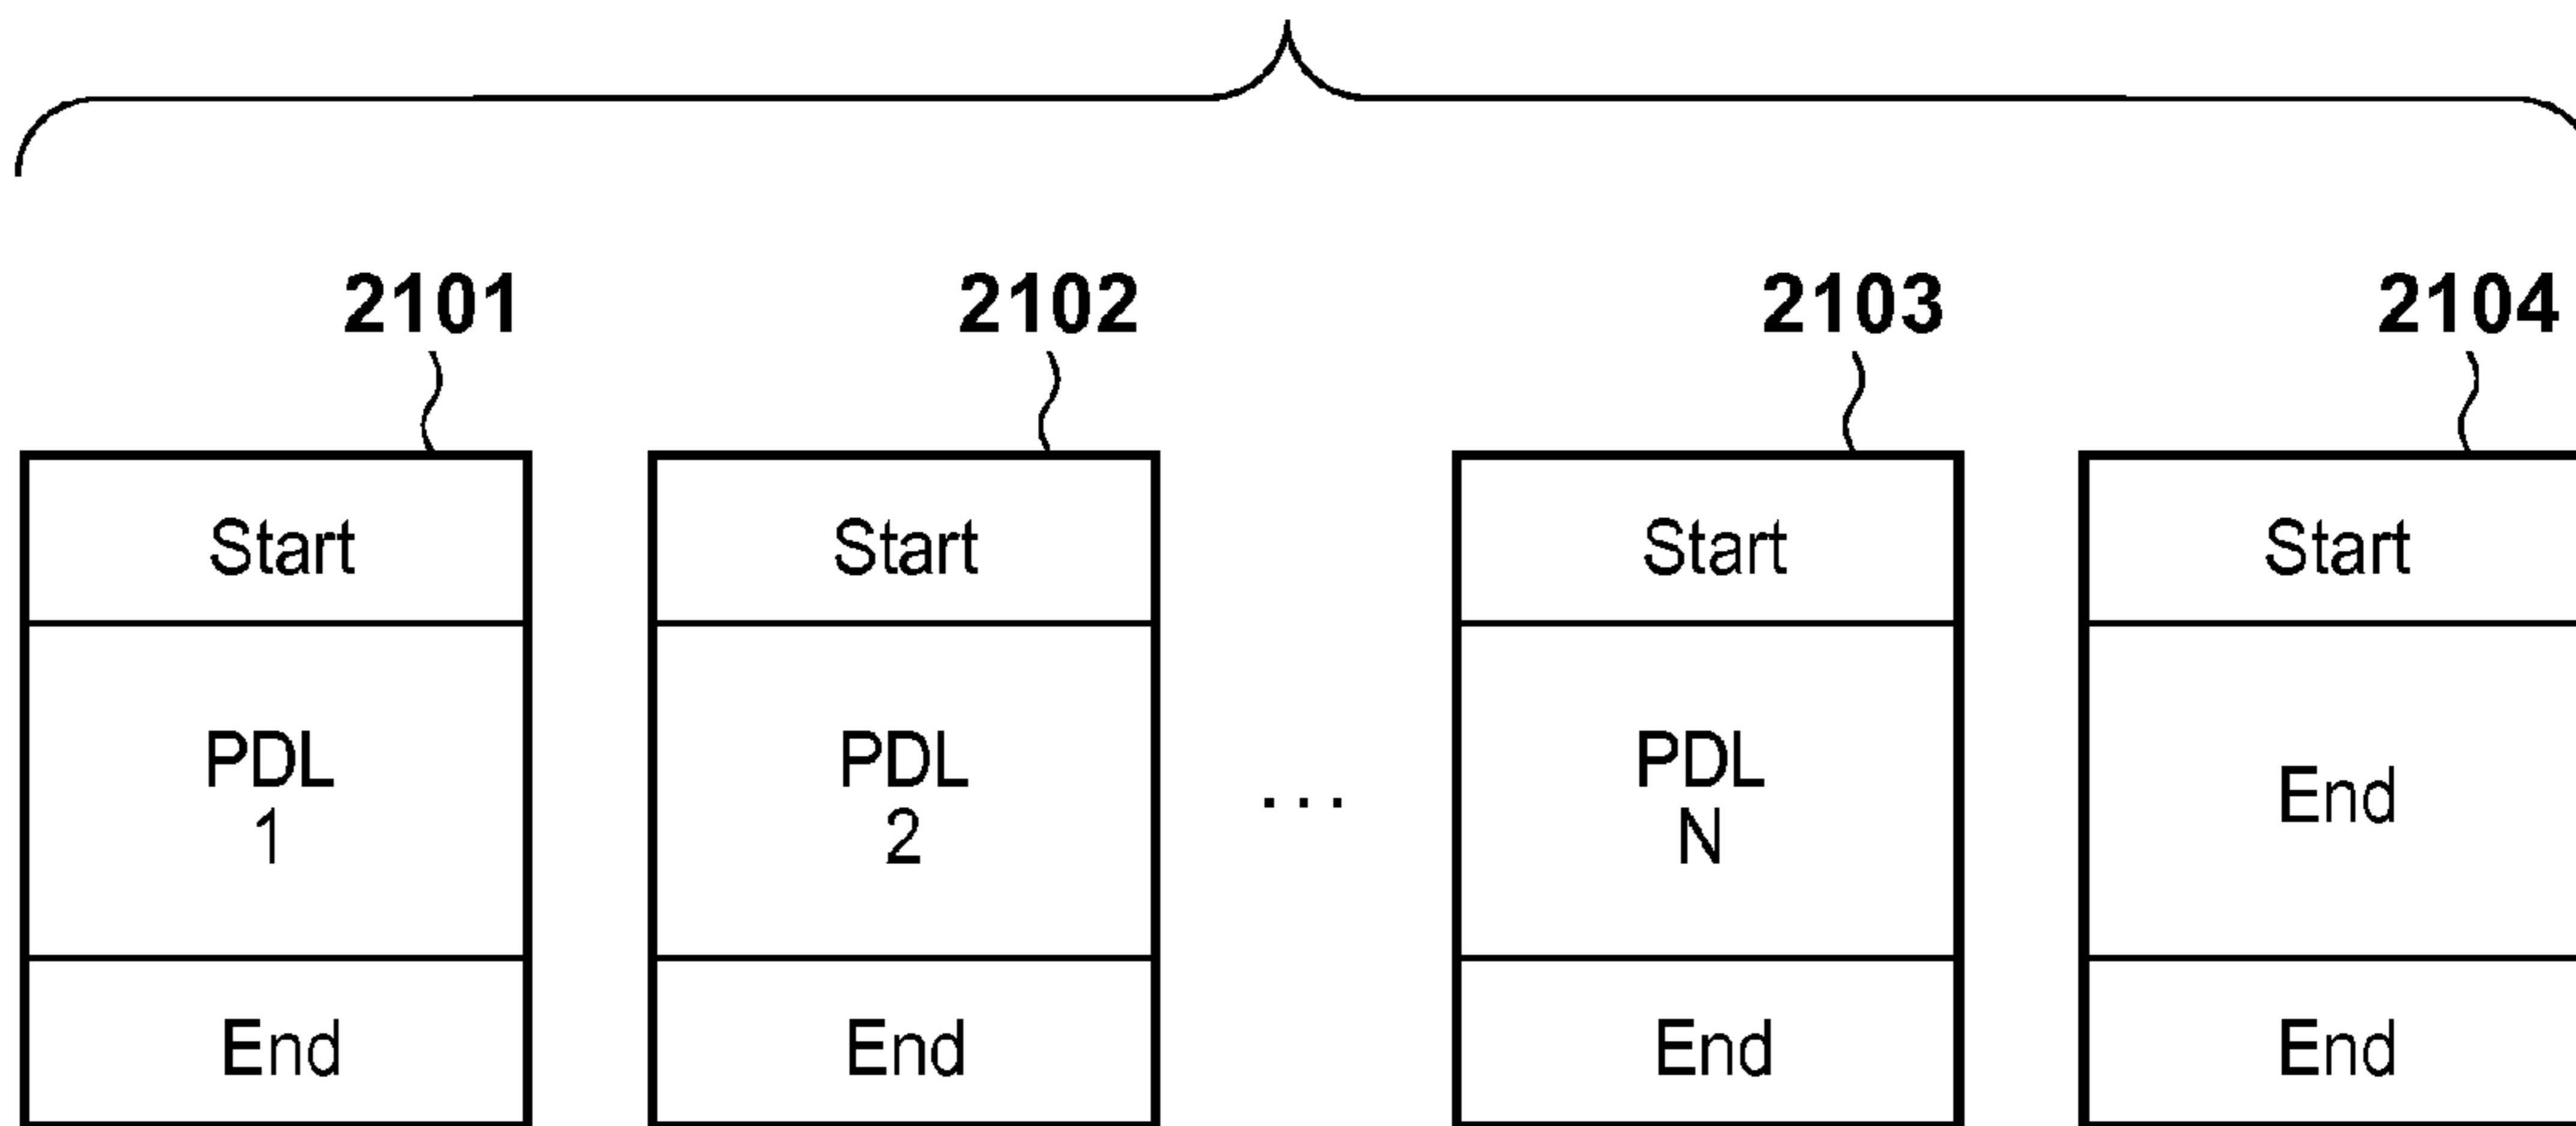 2101 2102 2103 2104
Start Start Start Start
PDL PDL PDL
1 2 ... N End
End End End End